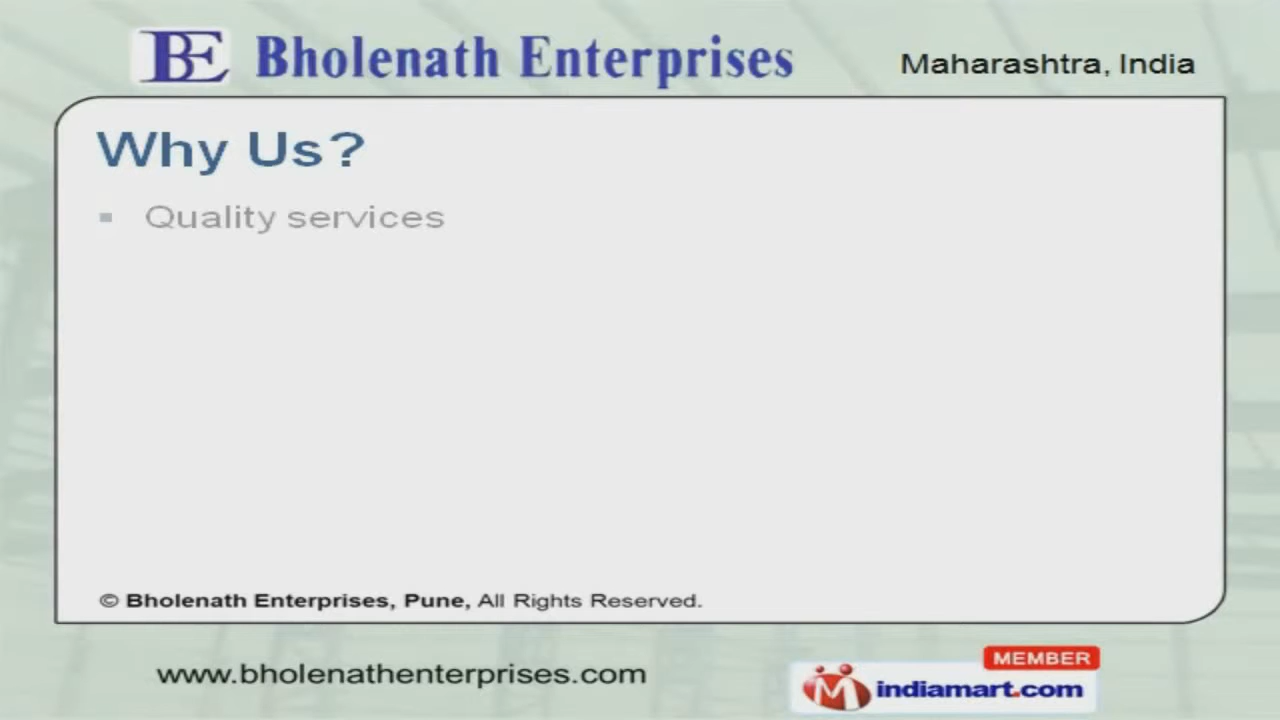 BE Bholenath Enterprises
Maharashtra, India
Why Us?
▪ Quality services
© Bholenath Enterprises, Pune, All Rights Reserved.
www.bholenathenterprises.com
MEMBER
indiamart.com